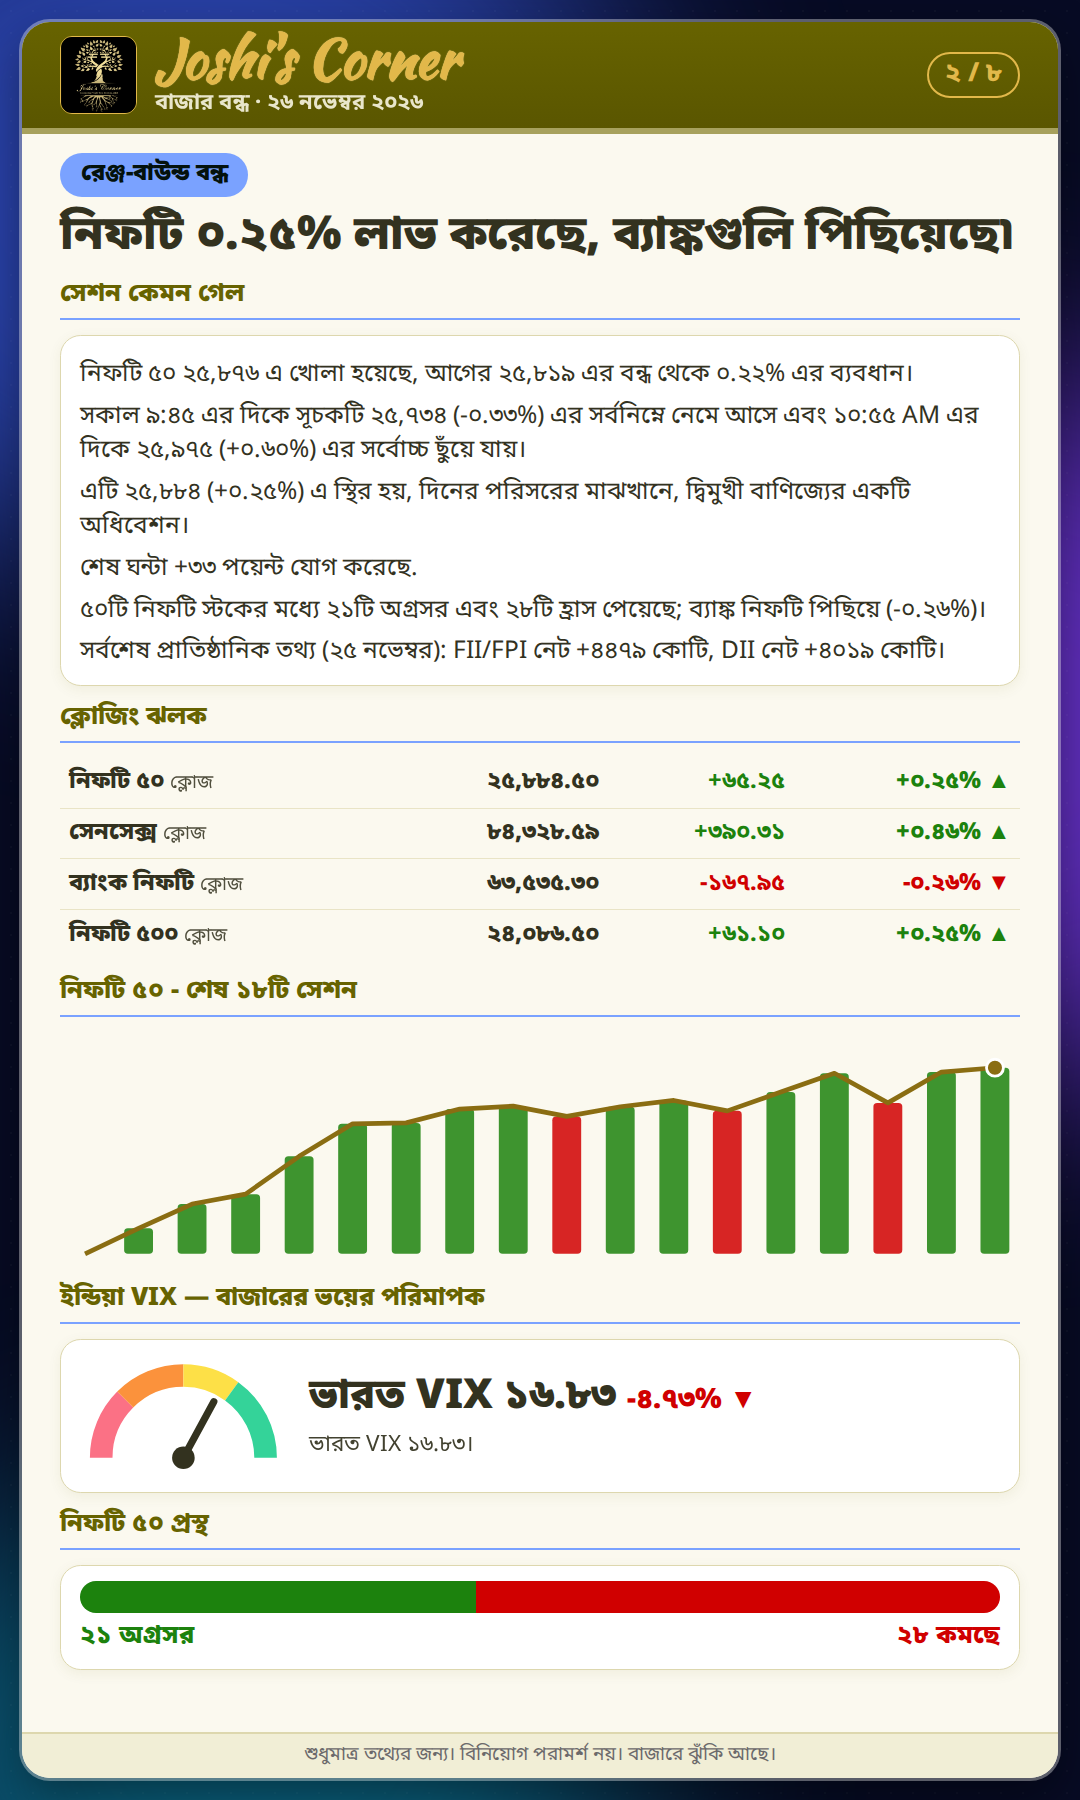 Joshi's Corner
বাজার বন্ধ · ২৬ নভেম্বর ২০২৬
২ / ৮
রেঞ্জ-বাউন্ড বন্ধ
নিফটি ০.২৫% লাভ করেছে, ব্যাঙ্কগুলি পিছিয়েছে৷
সেশন কেমন গেল
নিফটি ৫০ ২৫,৮৭৬ এ খোলা হয়েছে, আগের ২৫,৮১৯ এর বন্ধ থেকে ০.২২% এর ব্যবধান।
সকাল ৯:৪৫ এর দিকে সূচকটি ২৫,৭৩৪ (-০.৩৩%) এর সর্বনিম্নে নেমে আসে এবং ১০:৫৫ AM এর
দিকে ২৫,৯৭৫ (+০.৬০%) এর সর্বোচ্চ ছুঁয়ে যায়।
এটি ২৫,৮৮৪ (+০.২৫%) এ স্থির হয়, দিনের পরিসরের মাঝখানে, দ্বিমুখী বাণিজ্যের একটি
অধিবেশন।
শেষ ঘন্টা +৩৩ পয়েন্ট যোগ করেছে.
৫০টি নিফটি স্টকের মধ্যে ২১টি অগ্রসর এবং ২৮টি হ্রাস পেয়েছে; ব্যাঙ্ক নিফটি পিছিয়ে (-০.২৬%)।
সর্বশেষ প্রাতিষ্ঠানিক তথ্য (২৫ নভেম্বর): FII/FPI নেট +৪৪৭৯ কোটি, DII নেট +৪০১৯ কোটি।
ক্লোজিং ঝলক
নিফটি ৫০ ক্লোজ ২৫,৮৮৪.৫০ +৬৫.২৫ +০.২৫% ▲
সেনসেক্স ক্লোজ ৮৪,৩২৮.৫৯ +৩৯০.৩১ +০.৪৬% ▲
ব্যাংক নিফটি ক্লোজ ৬৩,৫৩৫.৩০ -১৬৭.৯৫ -০.২৬% ▼
নিফটি ৫০০ ক্লোজ ২৪,০৮৬.৫০ +৬১.১০ +০.২৫% ▲
নিফটি ৫০ - শেষ ১৮টি সেশন
ইন্ডিয়া VIX — বাজারের ভয়ের পরিমাপক
ভারত VIX ১৬.৮৩ -৪.৭৩% ▼
ভারত VIX ১৬.৮৩।
নিফটি ৫০ প্রস্থ
২১ অগ্রসর
২৮ কমছে
শুধুমাত্র তথ্যের জন্য। বিনিয়োগ পরামর্শ নয়। বাজারে ঝুঁকি আছে।